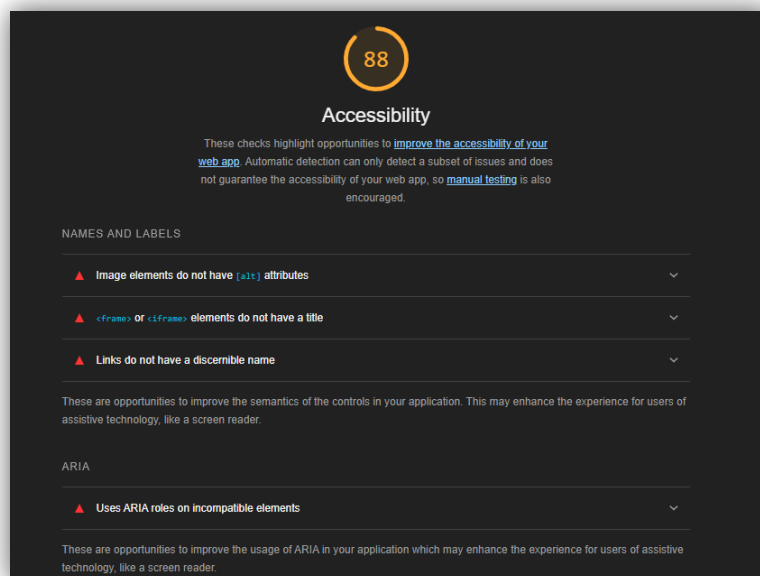 88
Accessibility
These checks highlight opportunities to improve the accessibility of your
web app. Automatic detection can only detect a subset of issues and does
not guarantee the accessibility of your web app, so manual testing is also
encouraged.
NAMES AND LABELS
Image elements do not have [alt] attributes
<frame> or <iframe> elements do not have a title
Links do not have a discernible name
These are opportunities to improve the semantics of the controls in your application. This may enhance the experience for users of
assistive technology, like a screen reader.
ARIA
Uses ARIA roles on incompatible elements
These are opportunities to improve the usage of ARIA in your application which may enhance the experience for users of assistive
technology, like a screen reader.